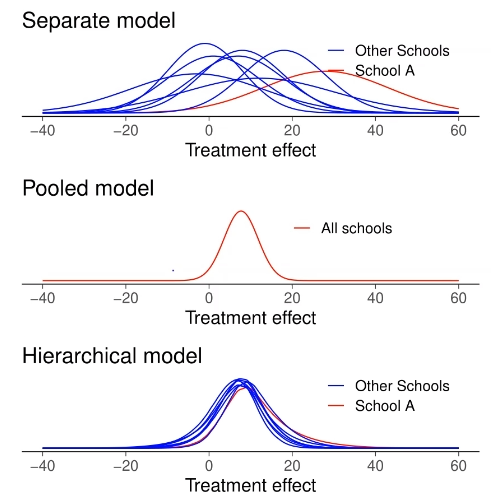 Separate model
Other Schools
School A
−40 −20 0 20 40 60
Treatment effect
Pooled model
All schools
−40 −20 0 20 40 60
Treatment effect
Hierarchical model
Other Schools
School A
−40 −20 0 20 40 60
Treatment effect